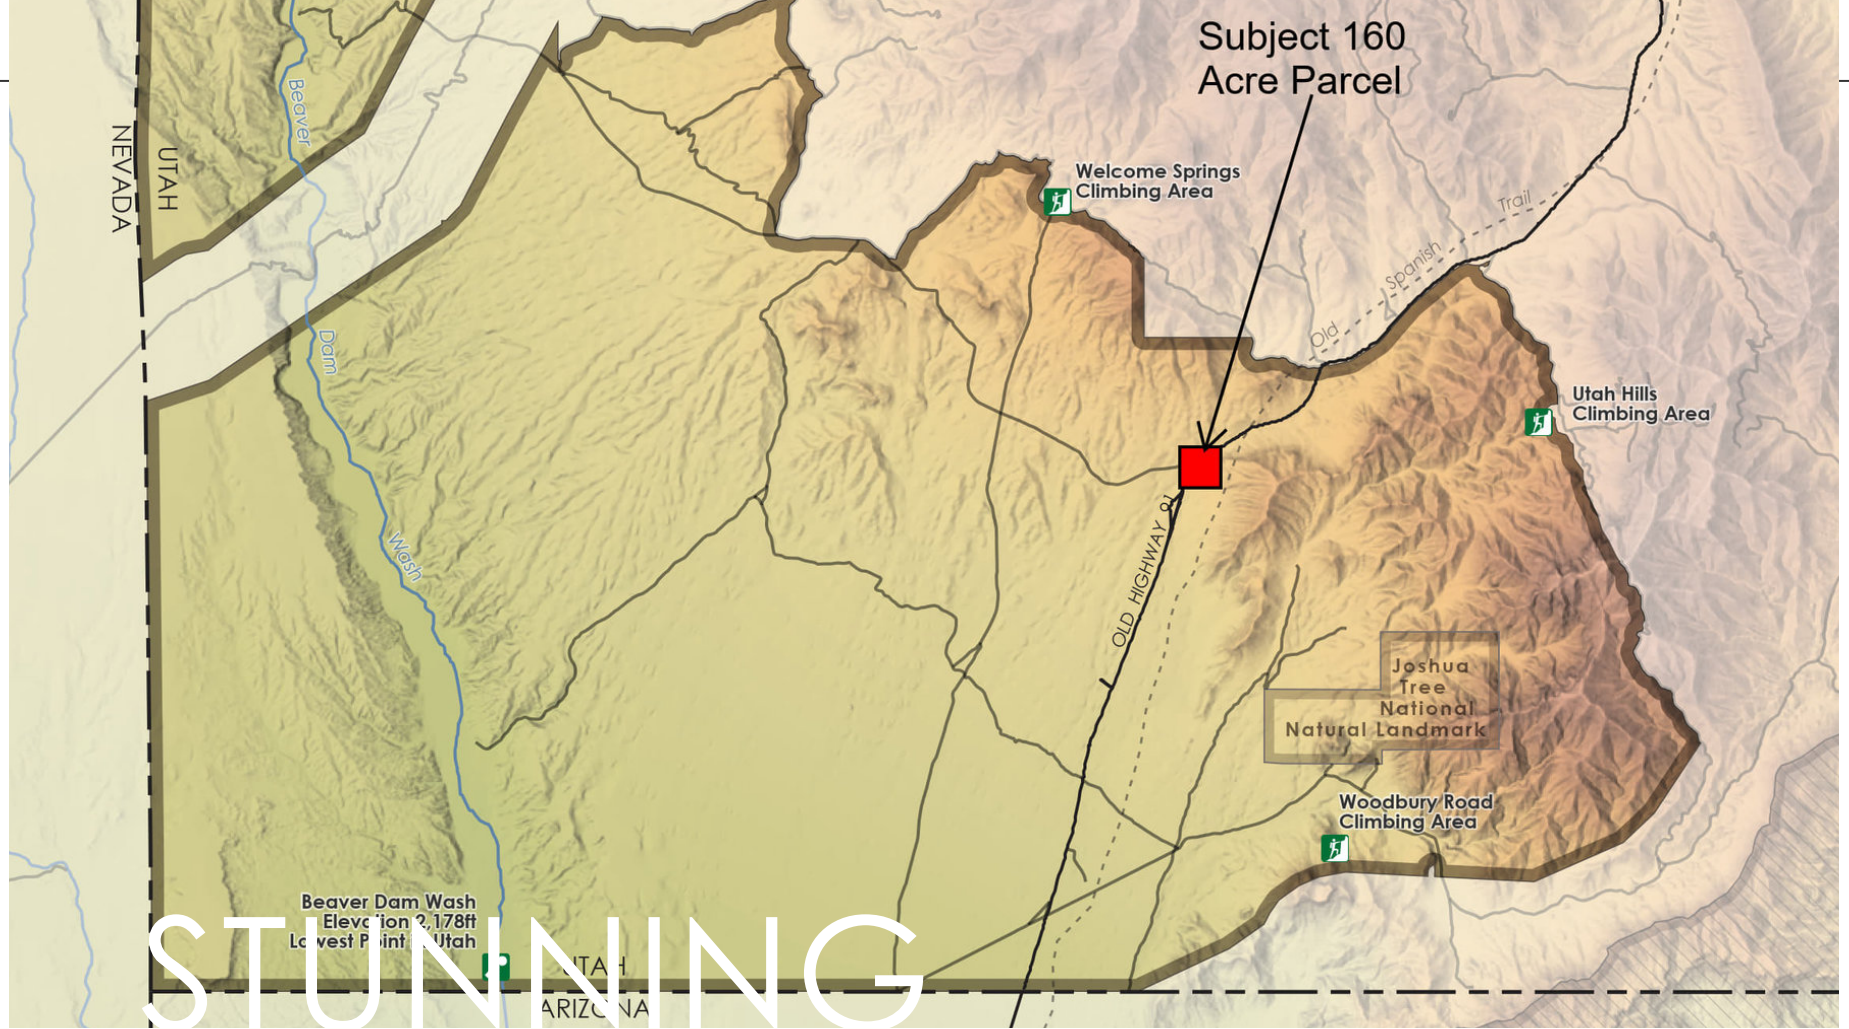 Subject 160
Acre Parcel
Beaver
NEVADA
UTAH
Welcome Springs
Climbing Area
Trail
Spanish
Old
Dam
Utah Hills
Climbing Area
Wash
OLD HIGHWAY 91
Joshua
Tree
National
Natural Landmark
Woodbury Road
Climbing Area
Beaver Dam Wash
Elevation 2,178ft
Lowest Point in Utah
STUNNING
UTAH
ARIZONA